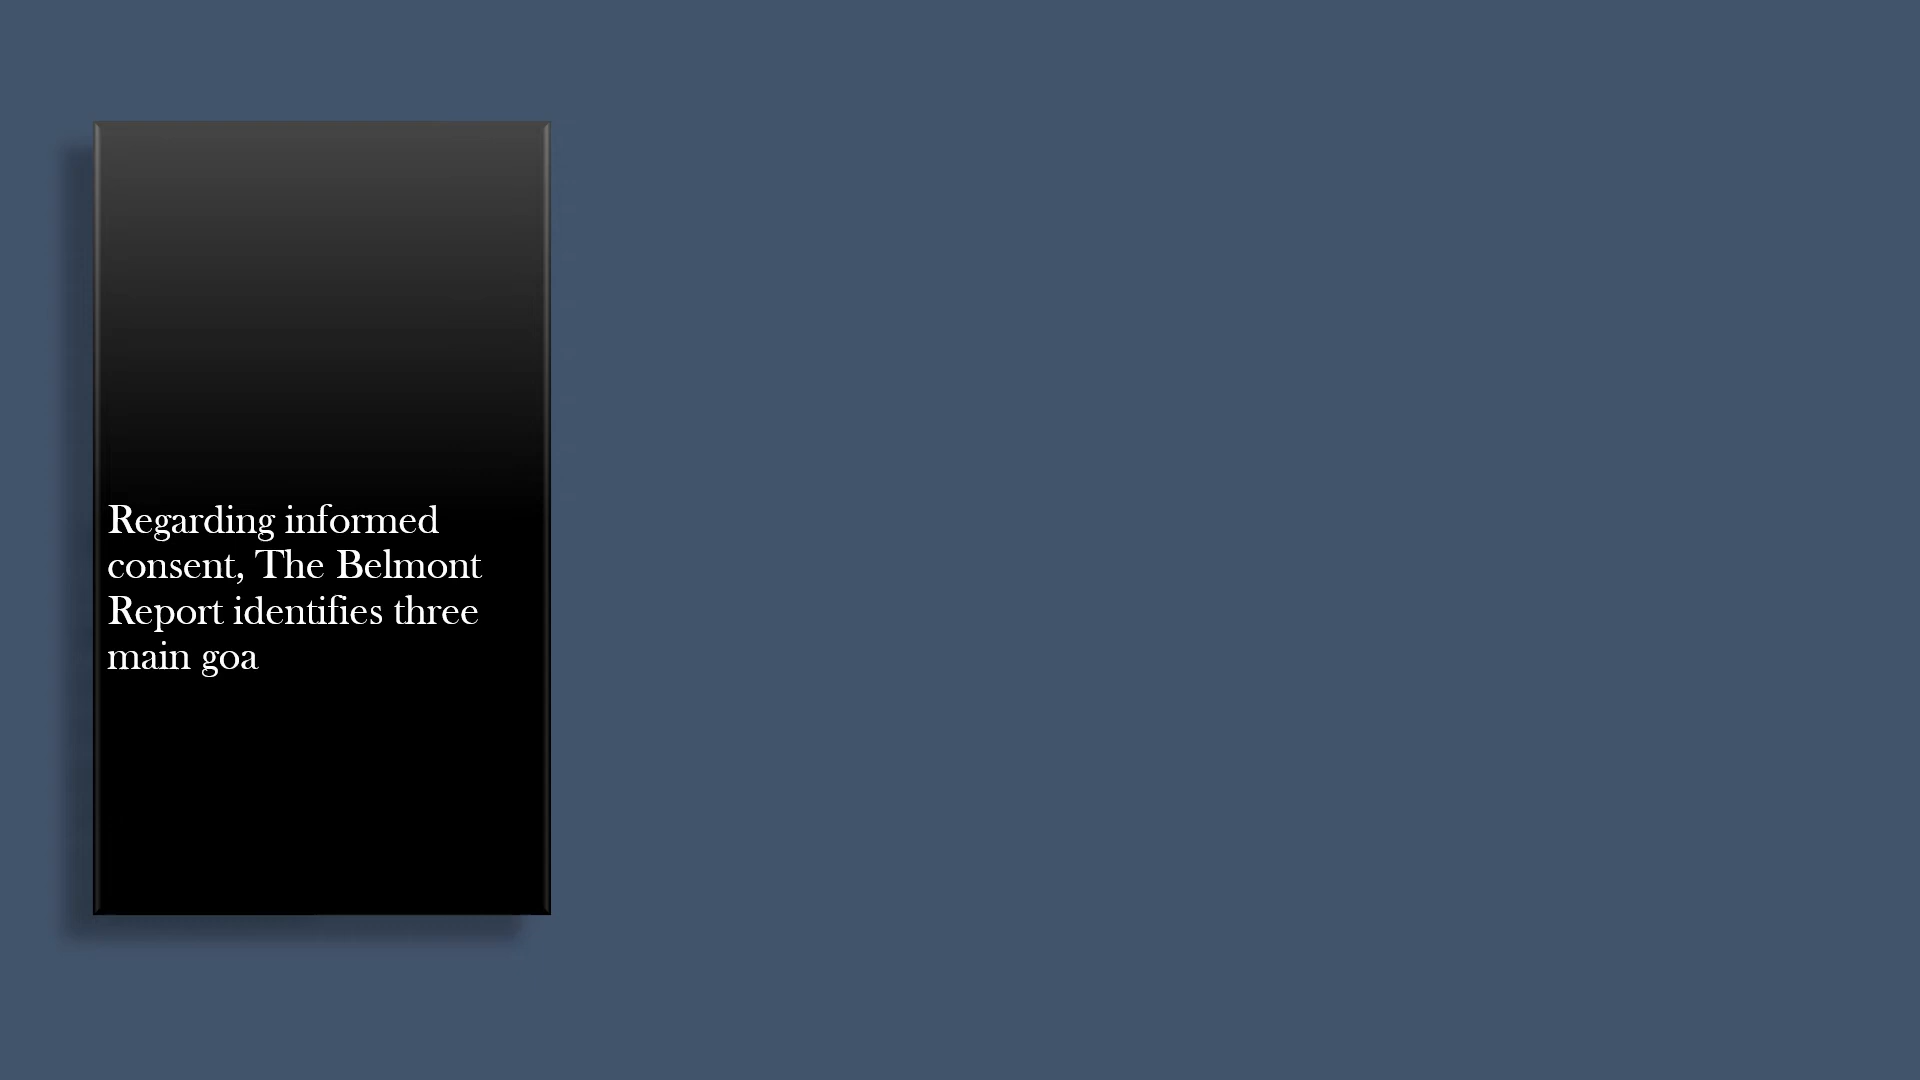 Regarding informed
consent, The Belmont
Report identifies three
main goa